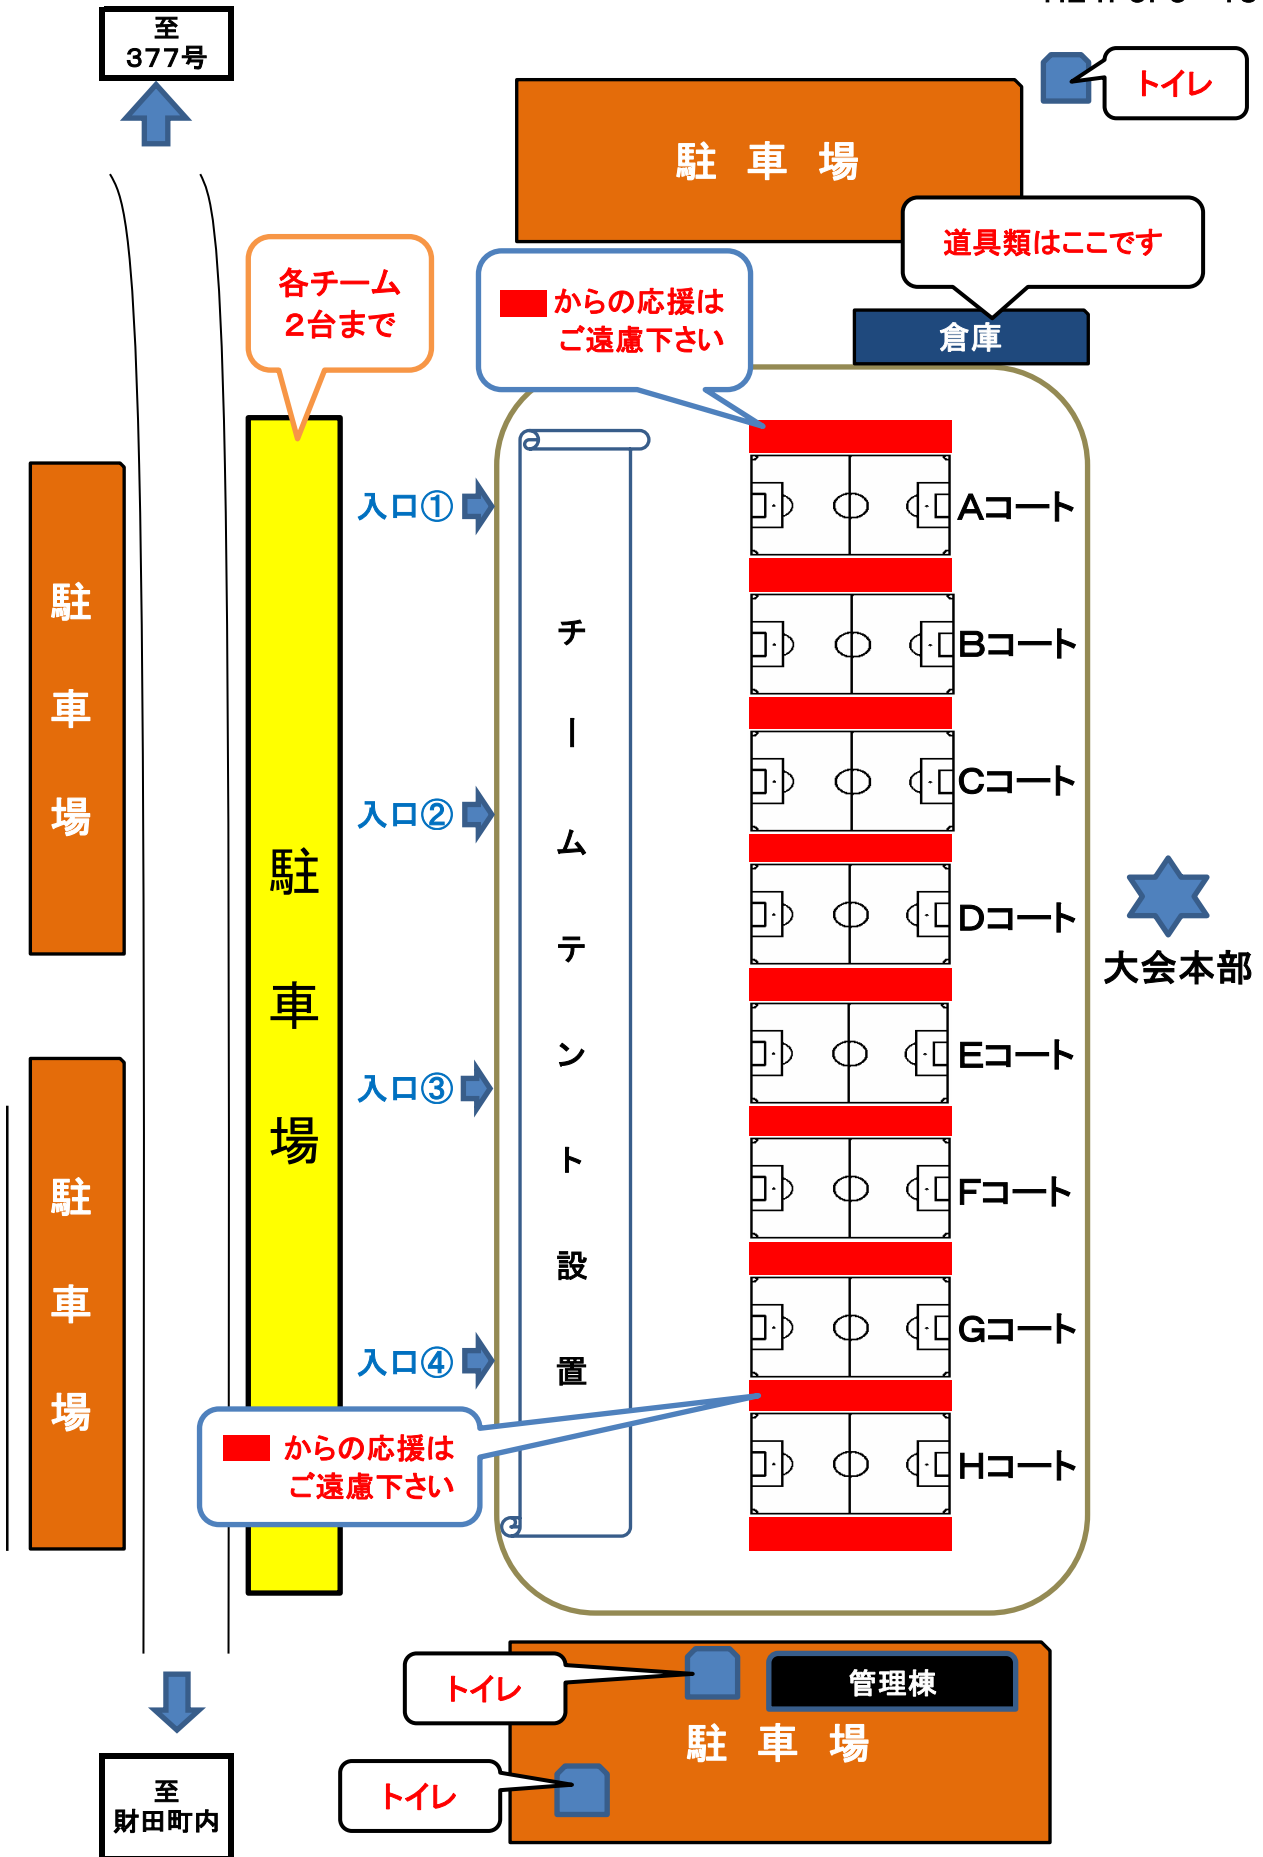 至
377号
トイレ
駐 車 場
道具類はここです
各チーム
2台まで
からの応援は
ご遠慮下さい
倉庫
入口①
Aコート
駐車場
チームテント設置
Bコート
Cコート
入口②
駐車場
Dコート
大会本部
Eコート
入口③
駐車場
Fコート
Gコート
入口④
からの応援は
ご遠慮下さい
Hコート
トイレ
管理棟
駐 車 場
トイレ
至
財田町内